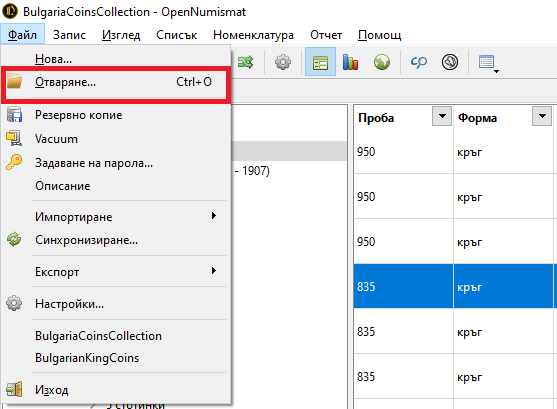 BulgariaCoinsCollection - OpenNumismat
Файл Запис Изглед Списък Номенклатура Отчет Помощ
Нова...
Отваряне... Ctrl+O
Резервно копие
Vacuum
Задаване на парола...
Описание
Импортиране
Синхронизиране...
Експорт
Настройки...
BulgariaCoinsCollection
BulgarianKingCoins
Изход
- 1907)
5 стотинки
Проба Форма
950 кръг
950 кръг
950 кръг
835 кръг
835 кръг
835 кръг